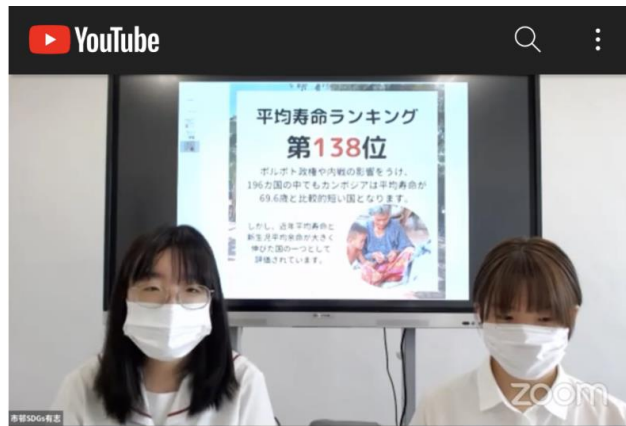 YouTube
平均寿命ランキング
第138位
ポルポト政権や内戦の影響をうけ、
196カ国の中でもカンボジアは平均寿命が
69.6歳と比較的短い国となります。
しかし、近年平均寿命と
新生児平均余命が大きく
伸びた国の一つとして
評価されています。
市邨SDGs有志
zoom